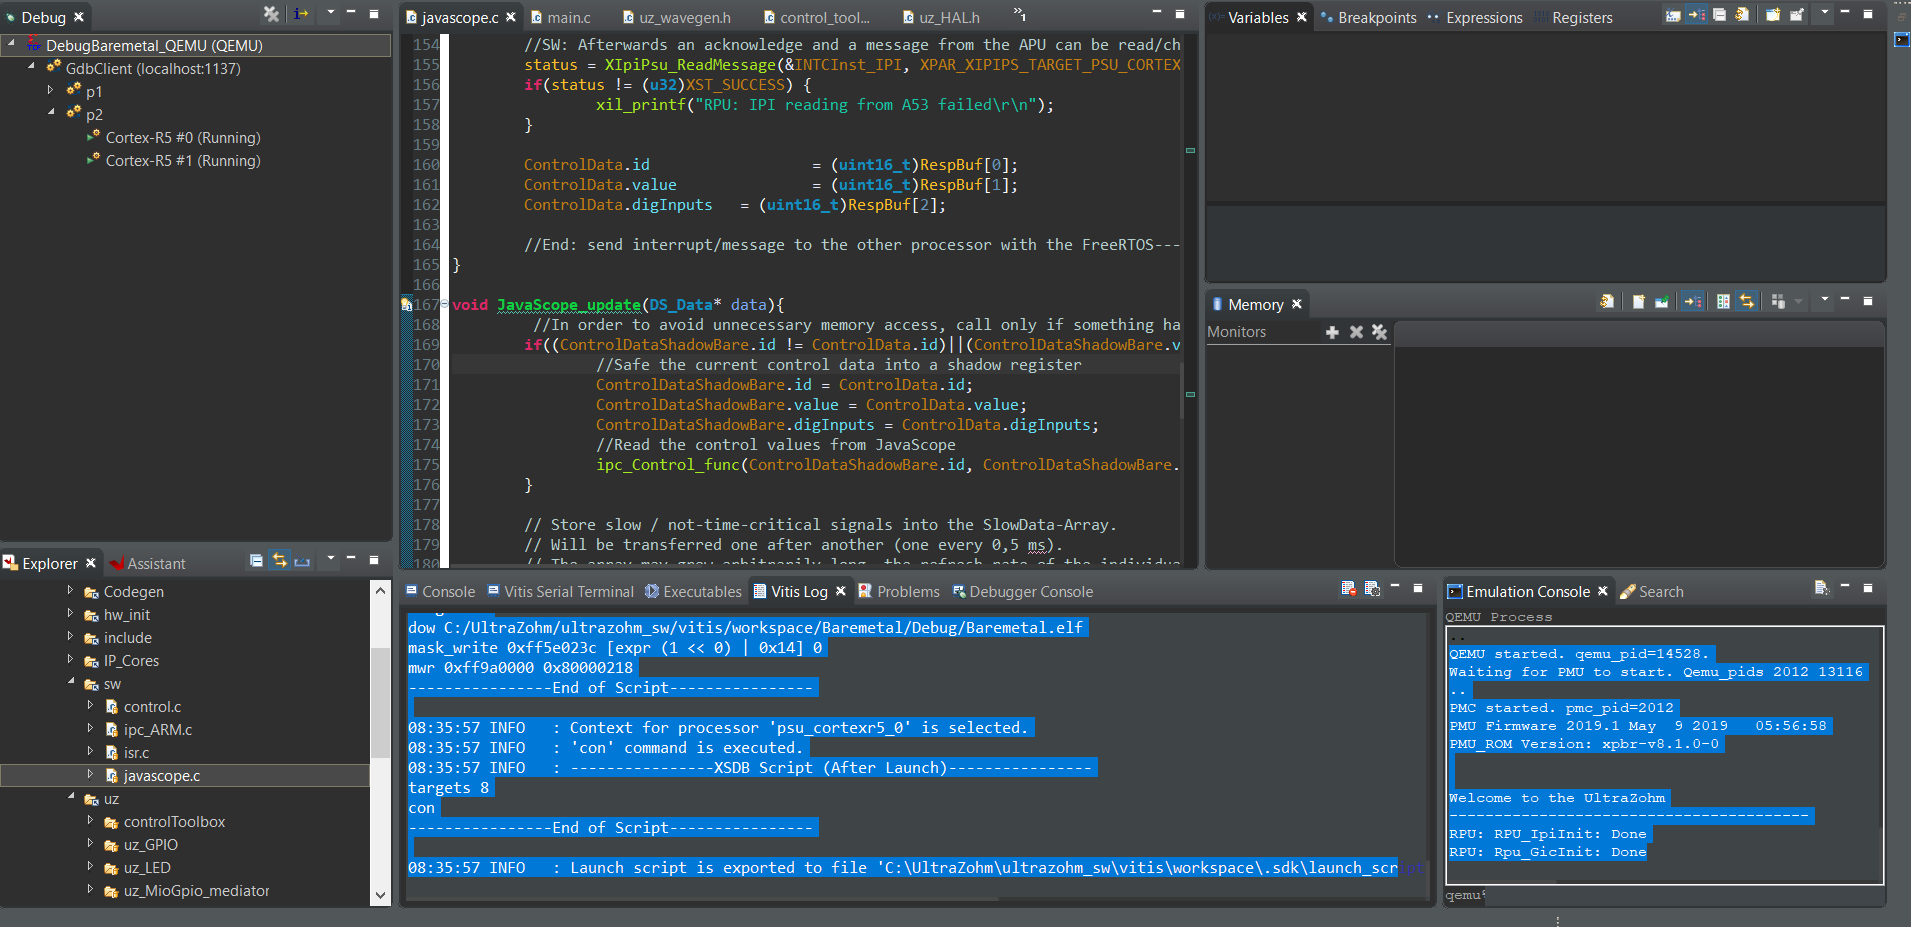 Debug
DebugBaremetal_QEMU (QEMU)
GdbClient (localhost:1137)
p1
p2
Cortex-R5 #0 (Running)
Cortex-R5 #1 (Running)
javascope.c
main.c
uz_wavegen.h
control_tool...
uz_HAL.h
»1
154 //SW: Afterwards an acknowledge and a message from the APU can be read/ch
155 status = XIpiPsu_ReadMessage(&INTCInst_IPI, XPAR_XIPIPS_TARGET_PSU_CORTEX
156 if(status != (u32)XST_SUCCESS) {
157 xil_printf("RPU: IPI reading from A53 failed\r\n");
158 }
159
160 ControlData.id = (uint16_t)RespBuf[0];
161 ControlData.value = (uint16_t)RespBuf[1];
162 ControlData.digInputs = (uint16_t)RespBuf[2];
163
164 //End: send interrupt/message to the other processor with the FreeRTOS---
165 }
166
167 void JavaScope_update(DS_Data* data){
168 //In order to avoid unnecessary memory access, call only if something ha
169 if((ControlDataShadowBare.id != ControlData.id)||(ControlDataShadowBare.v
170 //Safe the current control data into a shadow register
171 ControlDataShadowBare.id = ControlData.id;
172 ControlDataShadowBare.value = ControlData.value;
173 ControlDataShadowBare.digInputs = ControlData.digInputs;
174 //Read the control values from JavaScope
175 ipc_Control_func(ControlDataShadowBare.id, ControlDataShadowBare.
176 }
177
178 // Store slow / not-time-critical signals into the SlowData-Array.
179 // Will be transferred one after another (one every 0,5 ms).
180 // The array may grow arbitrarily long, the refresh rate of the individua
Variables
Breakpoints
Expressions
Registers
Memory
Monitors
Explorer
Assistant
Codegen
hw_init
include
IP_Cores
sw
control.c
ipc_ARM.c
isr.c
javascope.c
uz
controlToolbox
uz_GPIO
uz_LED
uz_MioGpio_mediator
Console
Vitis Serial Terminal
Executables
Vitis Log
Problems
Debugger Console
dow C:/UltraZohm/ultrazohm_sw/vitis/workspace/Baremetal/Debug/Baremetal.elf
mask_write 0xff5e023c [expr (1 << 0) | 0x14] 0
mwr 0xff9a0000 0x80000218
----------------End of Script----------------
08:35:57 INFO : Context for processor 'psu_cortexr5_0' is selected.
08:35:57 INFO : 'con' command is executed.
08:35:57 INFO : ----------------XSDB Script (After Launch)----------------
targets 8
con
----------------End of Script----------------
08:35:57 INFO : Launch script is exported to file 'C:\UltraZohm\ultrazohm_sw\vitis\workspace\.sdk\launch_script
Emulation Console
Search
QEMU Process
..
QEMU started. qemu_pid=14528.
Waiting for PMU to start. Qemu_pids 2012 13116
..
PMC started. pmc_pid=2012
PMU Firmware 2019.1 May 9 2019 05:56:58
PMU_ROM Version: xpbr-v8.1.0-0
Welcome to the UltraZohm
----------------------------------------
RPU: RPU_IpiInit: Done
RPU: Rpu_GicInit: Done
qemu%